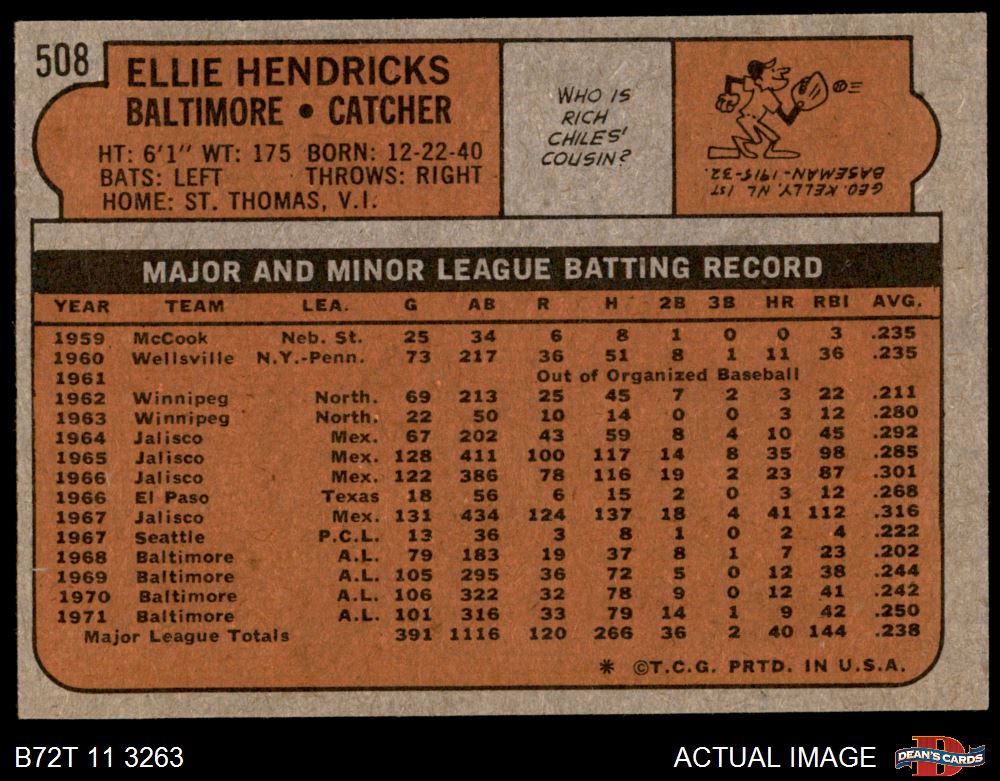 508
ELLIE HENDRICKS
BALTIMORE • CATCHER
HT: 6'1" WT: 175 BORN: 12-22-40
BATS: LEFT THROWS: RIGHT
HOME: ST. THOMAS, V.I.
WHO IS
RICH
CHILES'
COUSIN?
GEO. KELLY, NL 1ST
BASEMAN - 1915-32.
MAJOR AND MINOR LEAGUE BATTING RECORD
YEAR TEAM LEA. G AB R H 2B 3B HR RBI AVG.
1959 McCook Neb. St. 25 34 6 8 1 0 0 3 .235
1960 Wellsville N.Y.-Penn. 73 217 36 51 8 1 11 36 .235
1961 Out of Organized Baseball
1962 Winnipeg North. 69 213 25 45 7 2 3 22 .211
1963 Winnipeg North. 22 50 10 14 0 0 3 12 .280
1964 Jalisco Mex. 67 202 43 59 8 4 10 45 .292
1965 Jalisco Mex. 128 411 100 117 14 8 35 98 .285
1966 Jalisco Mex. 122 386 78 116 19 2 23 87 .301
1966 El Paso Texas 18 56 6 15 2 0 3 12 .268
1967 Jalisco Mex. 131 434 124 137 18 4 41 112 .316
1967 Seattle P.C.L. 13 36 3 8 1 0 2 4 .222
1968 Baltimore A.L. 79 183 19 37 8 1 7 23 .202
1969 Baltimore A.L. 105 295 36 72 5 0 12 38 .244
1970 Baltimore A.L. 106 322 32 78 9 0 12 41 .242
1971 Baltimore A.L. 101 316 33 79 14 1 9 42 .250
Major League Totals 391 1116 120 266 36 2 40 144 .238
* ©T.C.G. PRTD. IN U.S.A.
B72T 11 3263
ACTUAL IMAGE
DEAN'S CARDS